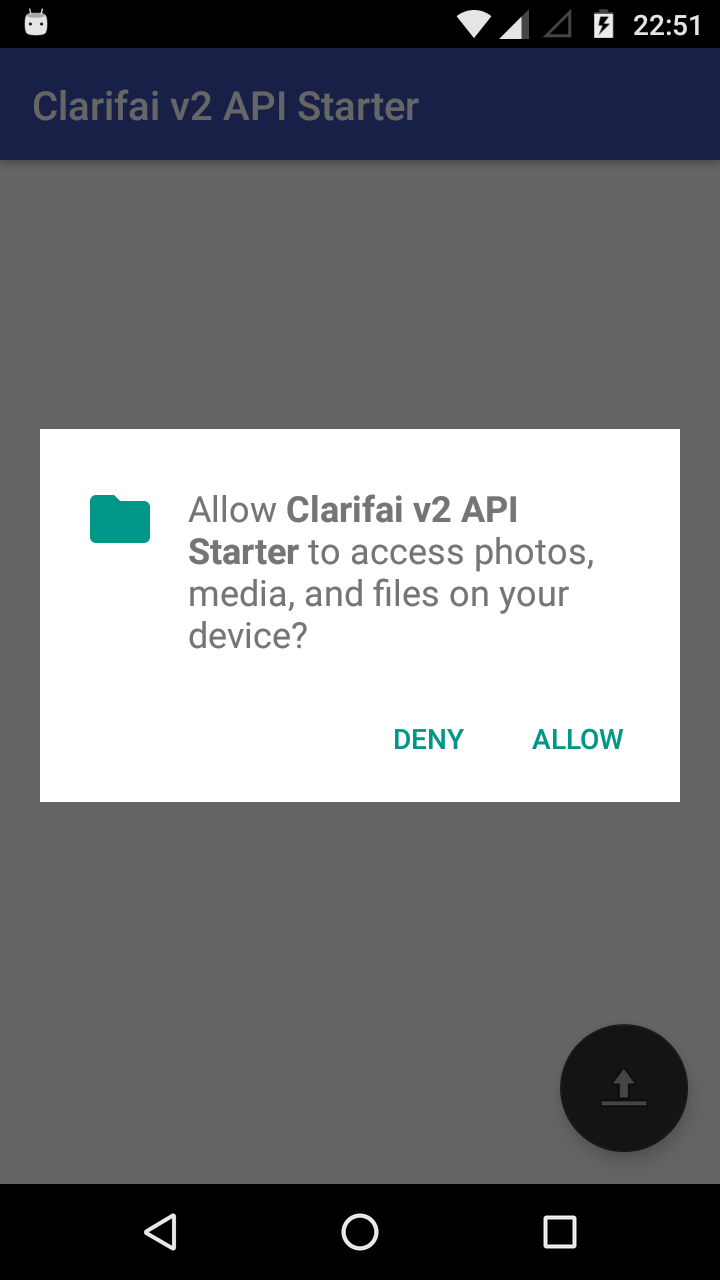 22:51
Clarifai v2 API Starter
Allow Clarifai v2 API
Starter to access photos,
media, and files on your
device?
DENY ALLOW